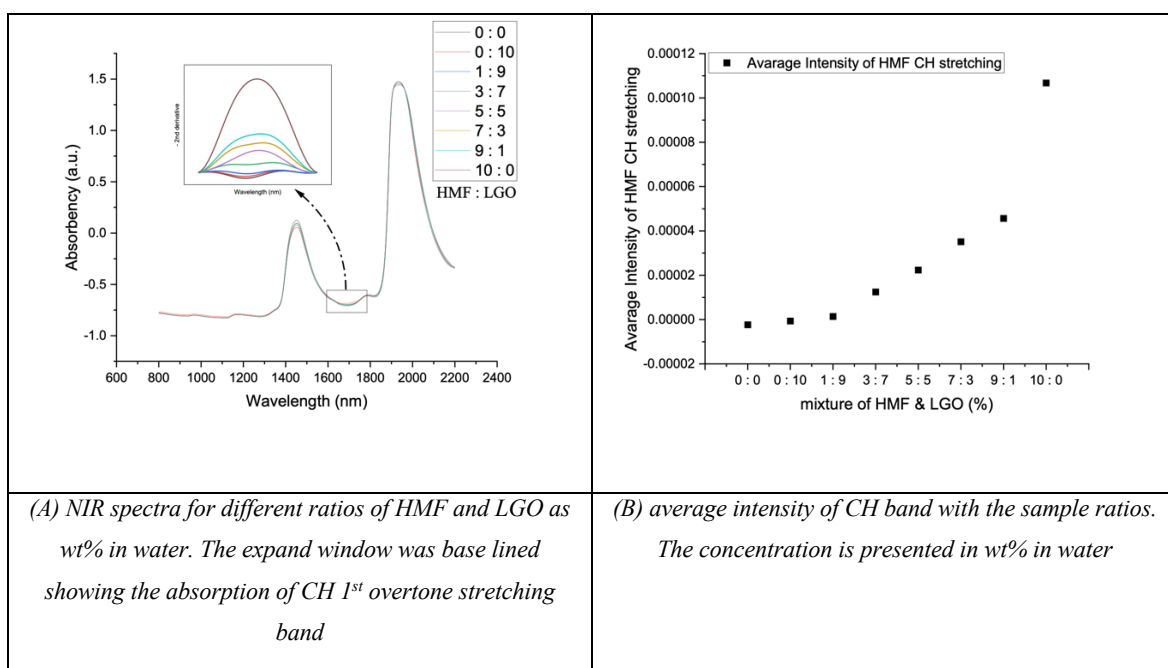 0 : 0
0 : 10
1 : 9
3 : 7
5 : 5
7 : 3
9 : 1
10 : 0
HMF : LGO
- 2nd derivative
Wavelength (nm)
1.5
1.0
0.5
0.0
-0.5
-1.0
Absorbency (a.u.)
600 800 1000 1200 1400 1600 1800 2000 2200 2400
Wavelength (nm)
Avarage Intensity of HMF CH stretching
0.00012
0.00010
0.00008
0.00006
0.00004
0.00002
0.00000
-0.00002
Avarage Intensity of HMF CH stretching
0 : 0 0 : 10 1 : 9 3 : 7 5 : 5 7 : 3 9 : 1 10 : 0
mixture of HMF & LGO (%)
(A) NIR spectra for different ratios of HMF and LGO as
wt% in water. The expand window was base lined
showing the absorption of CH 1st overtone stretching
band
(B) average intensity of CH band with the sample ratios.
The concentration is presented in wt% in water